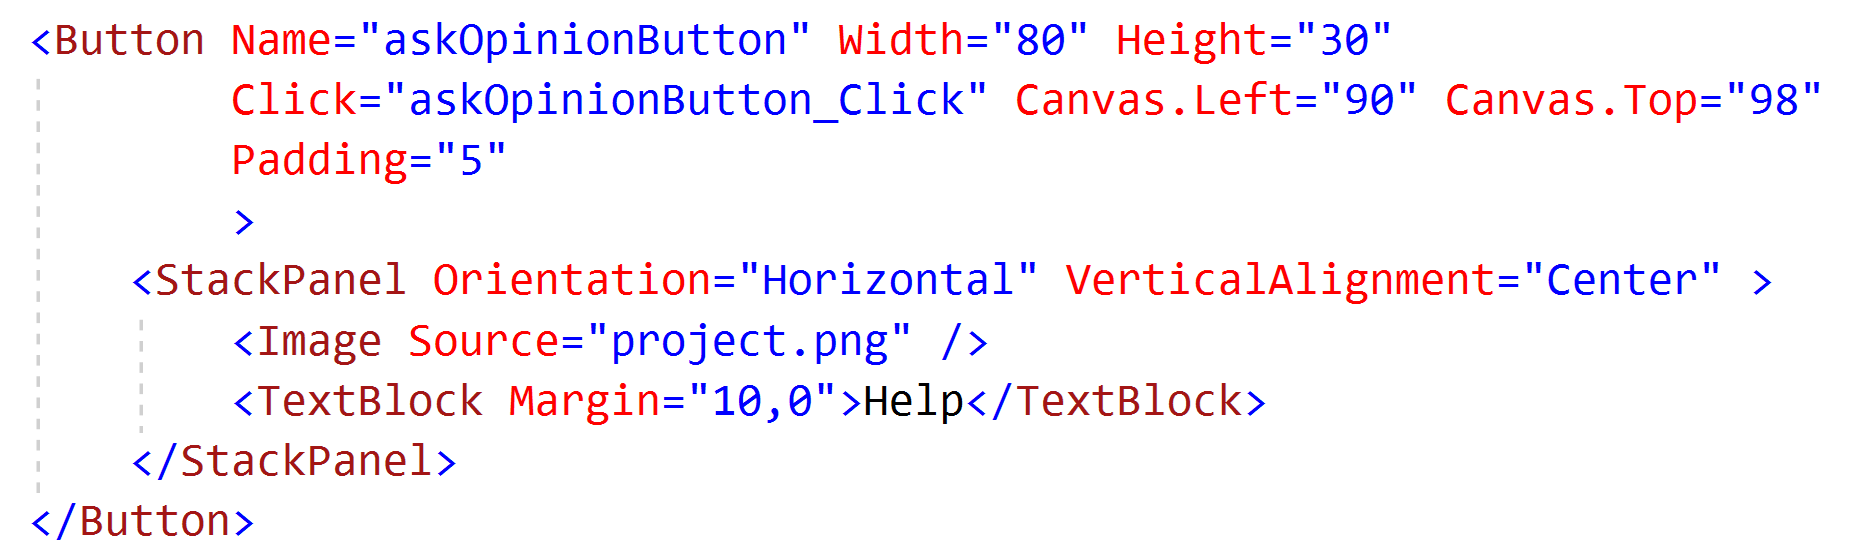 <Button Name="askOpinionButton" Width="80" Height="30"
Click="askOpinionButton_Click" Canvas.Left="90" Canvas.Top="98"
Padding="5"
>
<StackPanel Orientation="Horizontal" VerticalAlignment="Center" >
<Image Source="project.png" />
<TextBlock Margin="10,0">Help</TextBlock>
</StackPanel>
</Button>